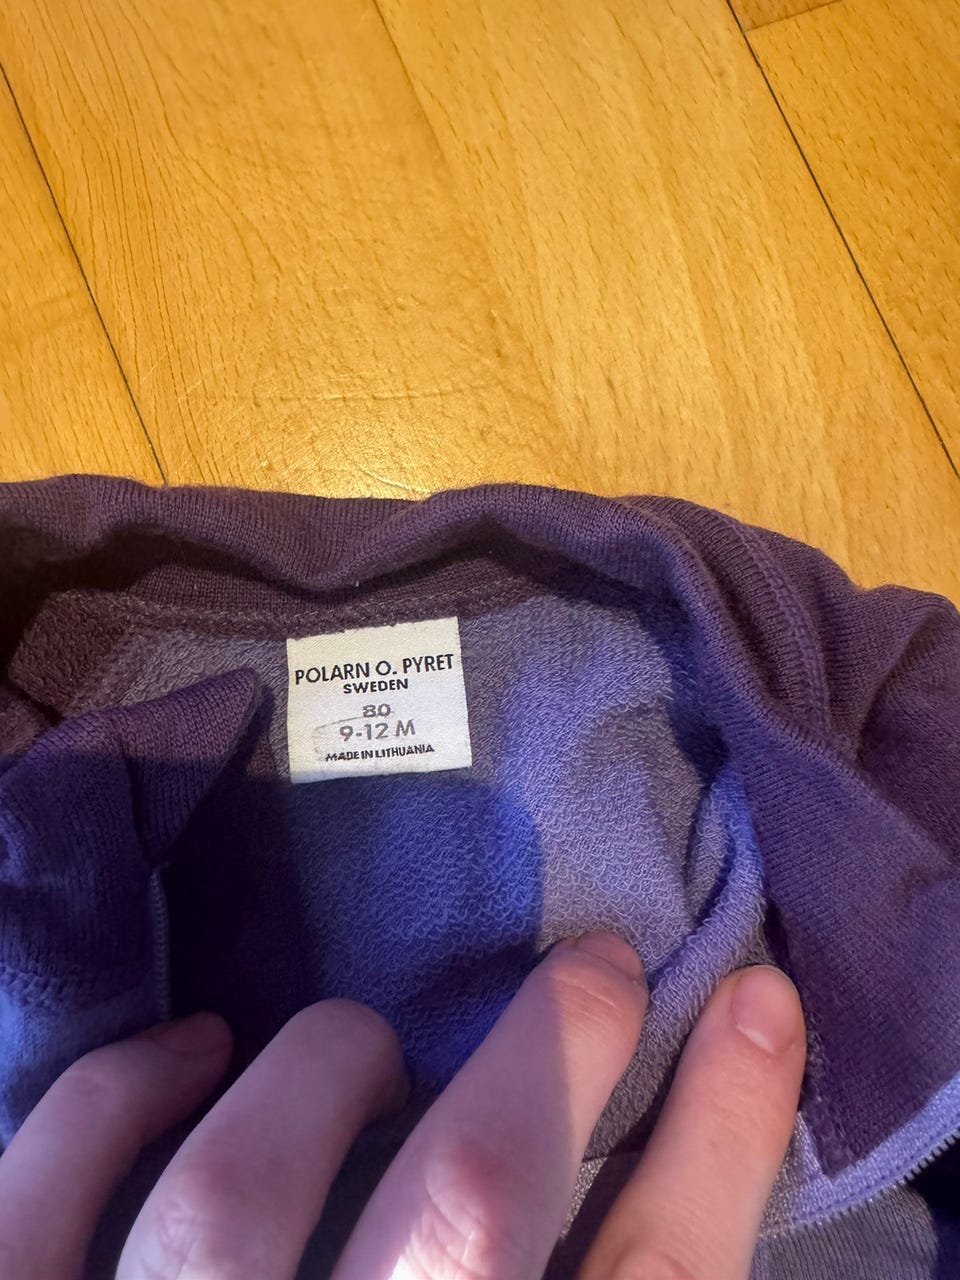 POLARN O. PYRET
SWEDEN
80
9-12 M
MADE IN LITHUANIA